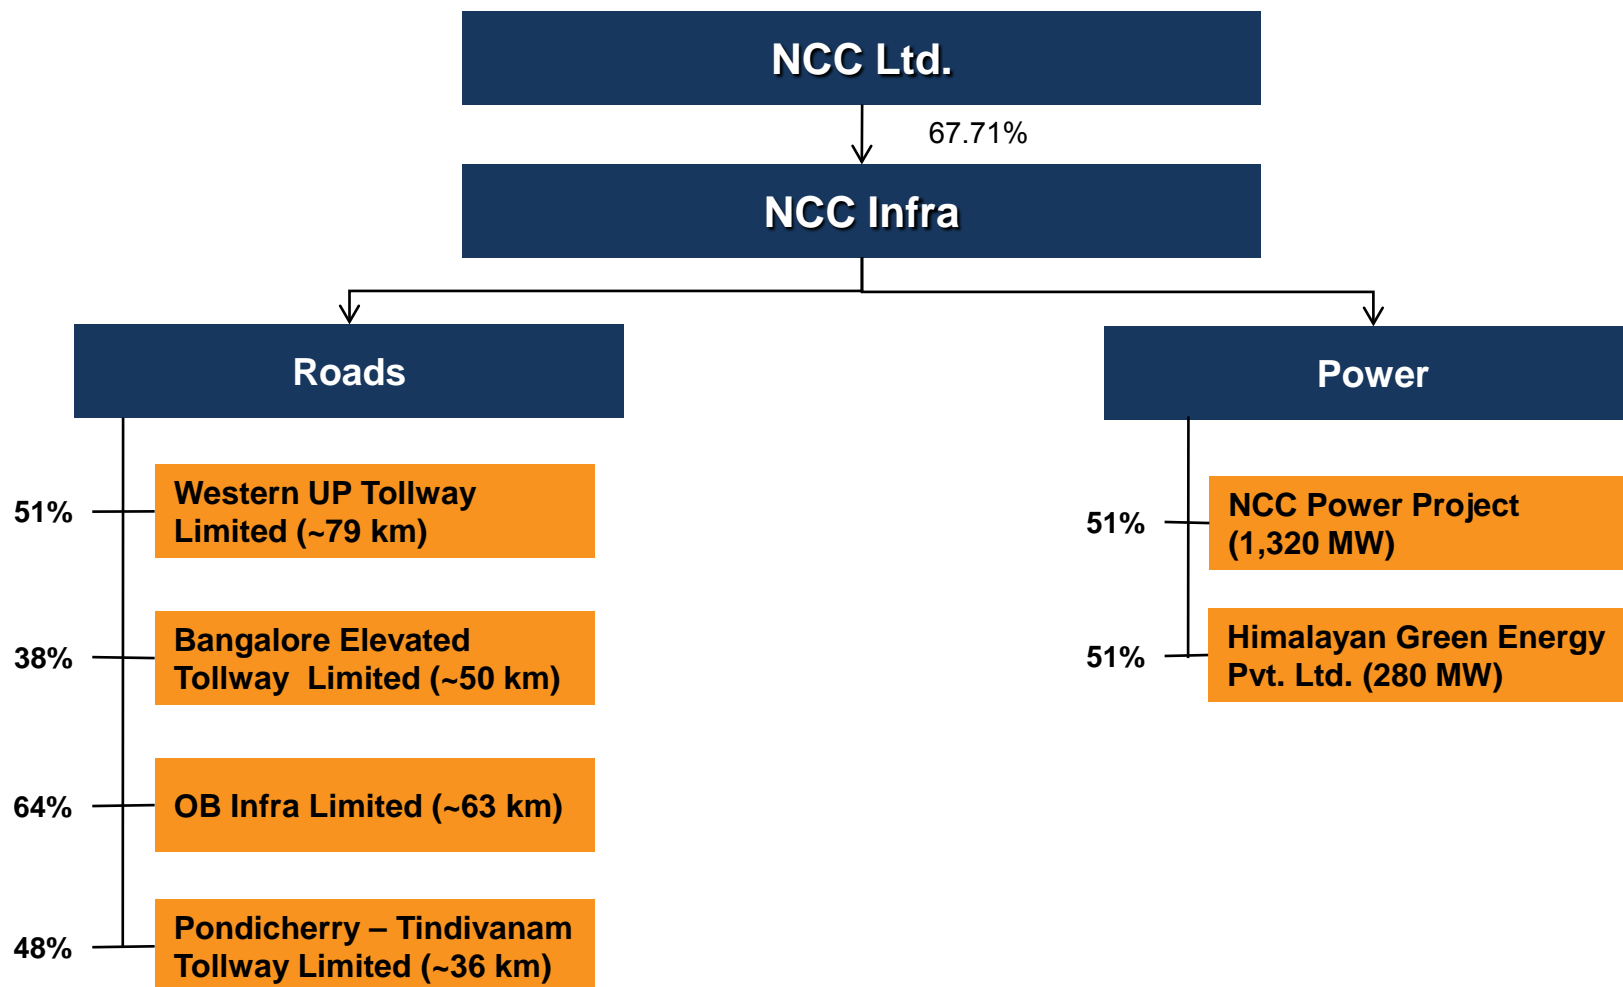 NCC Ltd.
67.71%
NCC Infra
Roads
51%
Western UP Tollway
Limited (~79 km)
38%
Bangalore Elevated
Tollway  Limited (~50 km)
64%
OB Infra Limited (~63 km)
48%
Pondicherry – Tindivanam
Tollway Limited (~36 km)
Power
51%
NCC Power Project
(1,320 MW)
51%
Himalayan Green Energy
Pvt. Ltd. (280 MW)